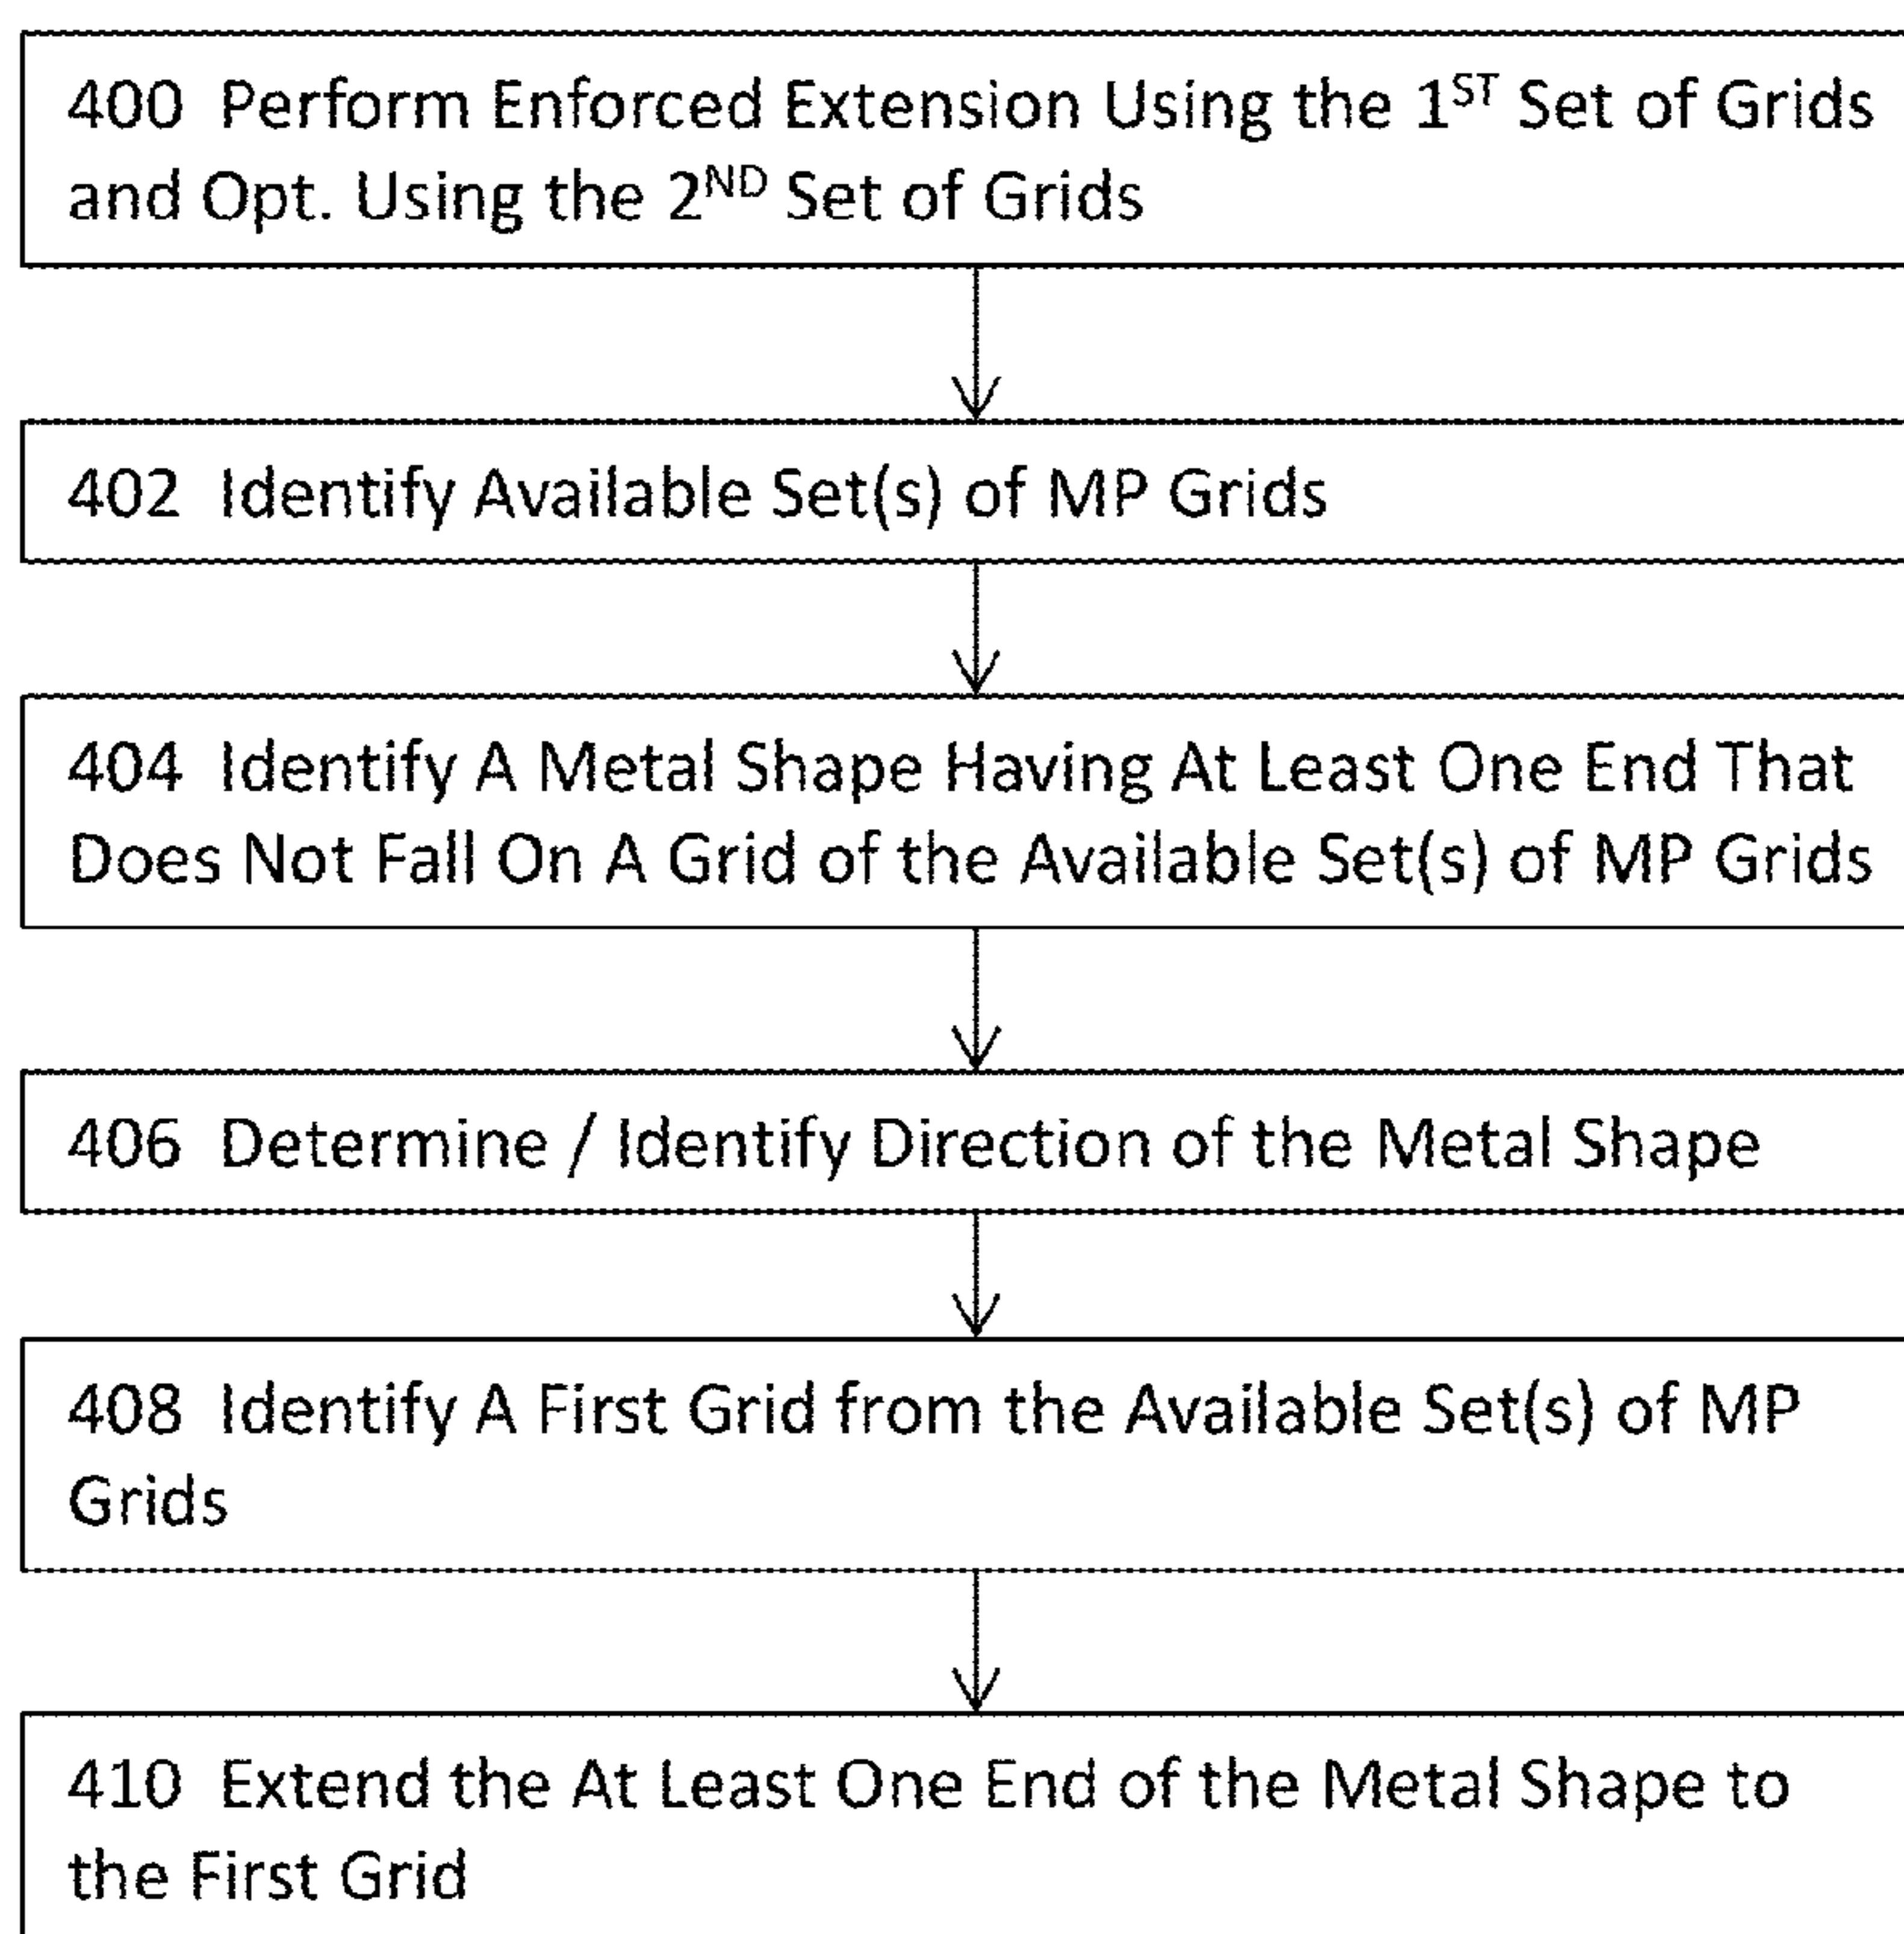 400 Perform Enforced Extension Using the 1ST Set of Grids
and Opt. Using the 2ND Set of Grids
402 Identify Available Set(s) of MP Grids
404 Identify A Metal Shape Having At Least One End That
Does Not Fall On A Grid of the Available Set(s) of MP Grids
406 Determine / Identify Direction of the Metal Shape
408 Identify A First Grid from the Available Set(s) of MP
Grids
410 Extend the At Least One End of the Metal Shape to
the First Grid